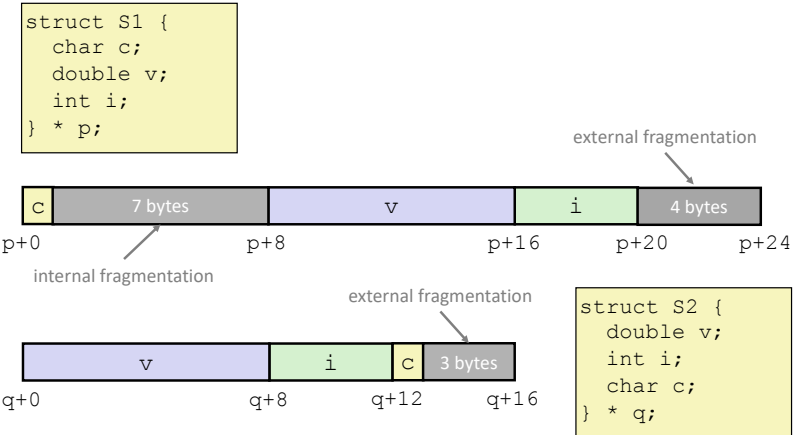 struct S1 {
  char c;
  double v;
  int i;
} * p;
external fragmentation
c 7 bytes v i 4 bytes
p+0 p+8 p+16 p+20 p+24
internal fragmentation
external fragmentation
v i c 3 bytes
q+0 q+8 q+12 q+16
struct S2 {
  double v;
  int i;
  char c;
} * q;